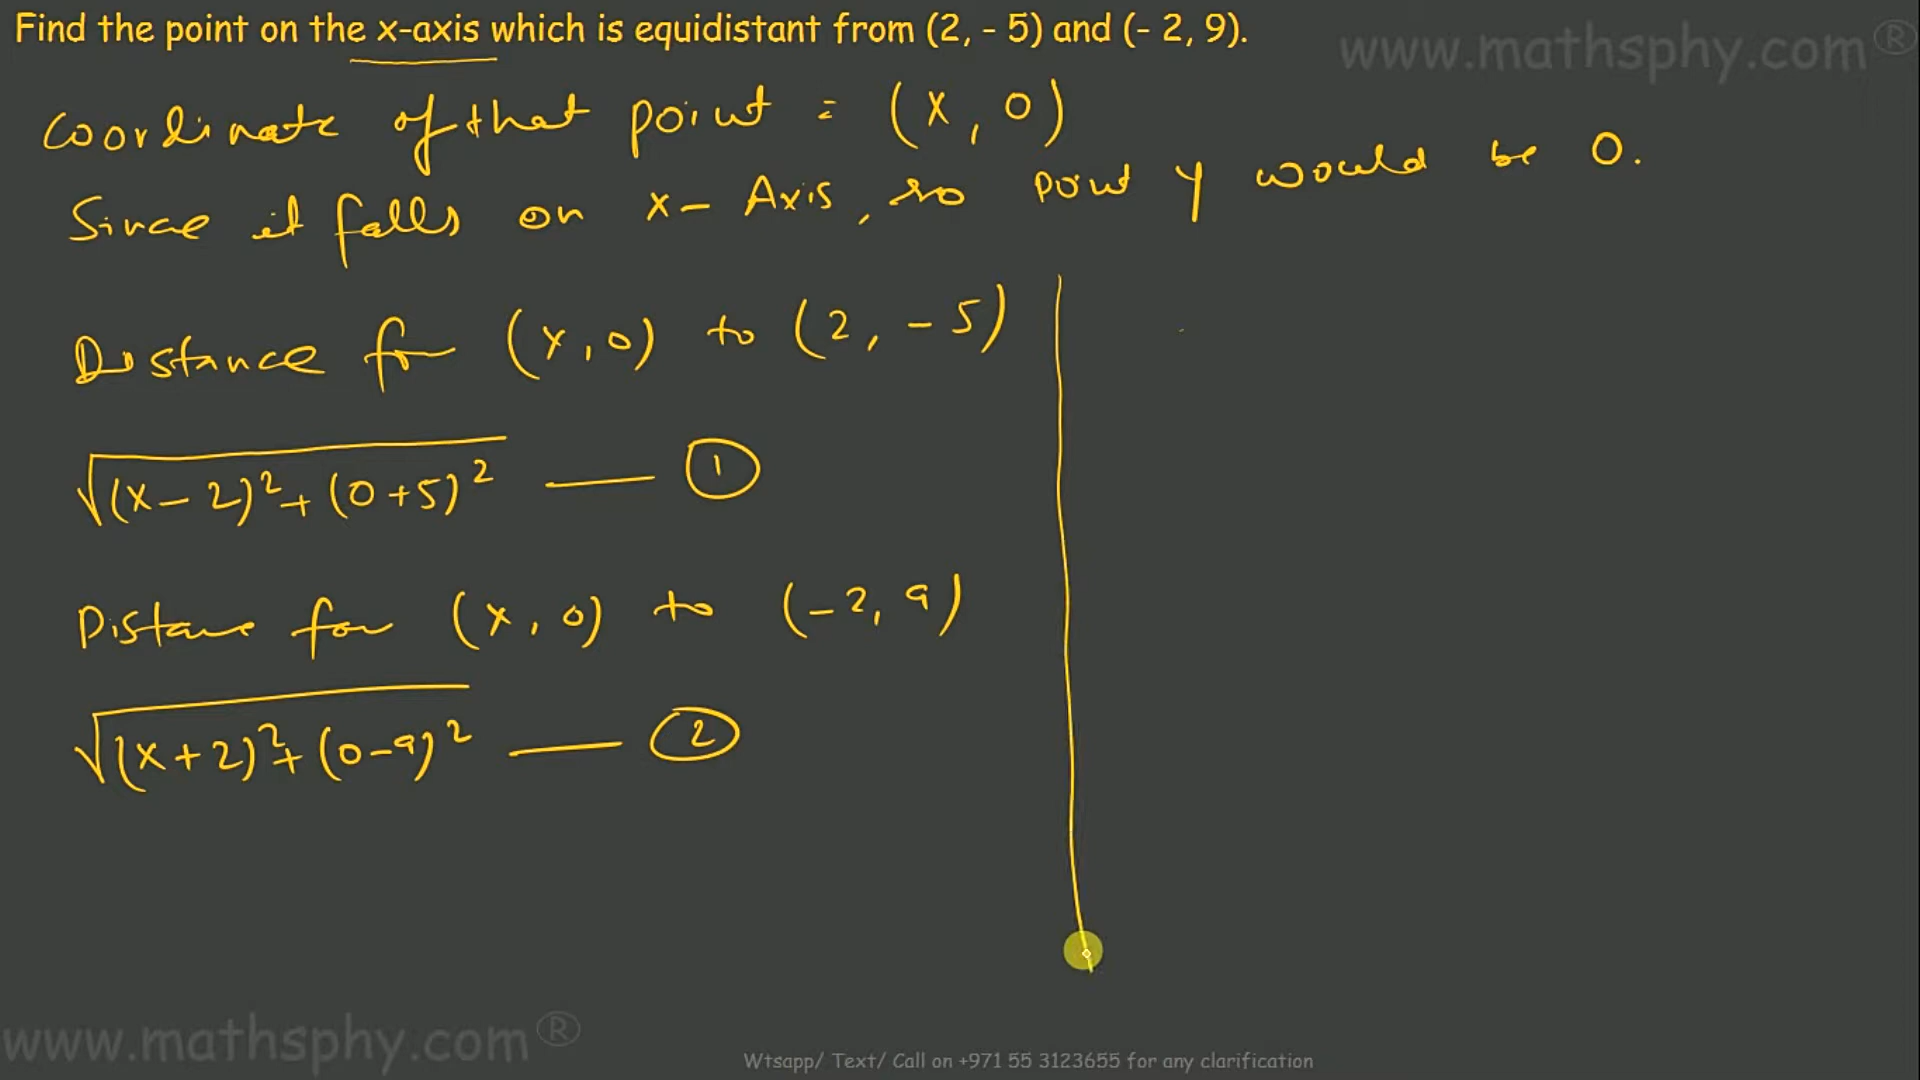 Find the point on the x-axis which is equidistant from (2, - 5) and (- 2, 9).
www.mathsphy.com®
Coordinate of that point = (x, 0)
Since it falls on x- Axis, so point y would be 0.
Distance for (x, 0) to (2, -5)
√(x-2)²+(0+5)² —— ①
Distance for (x, 0) to (-2, 9)
√(x+2)²+(0-9)² —— ②
www.mathsphy.com®
Wtsapp/ Text/ Call on +971 55 3123655 for any clarification